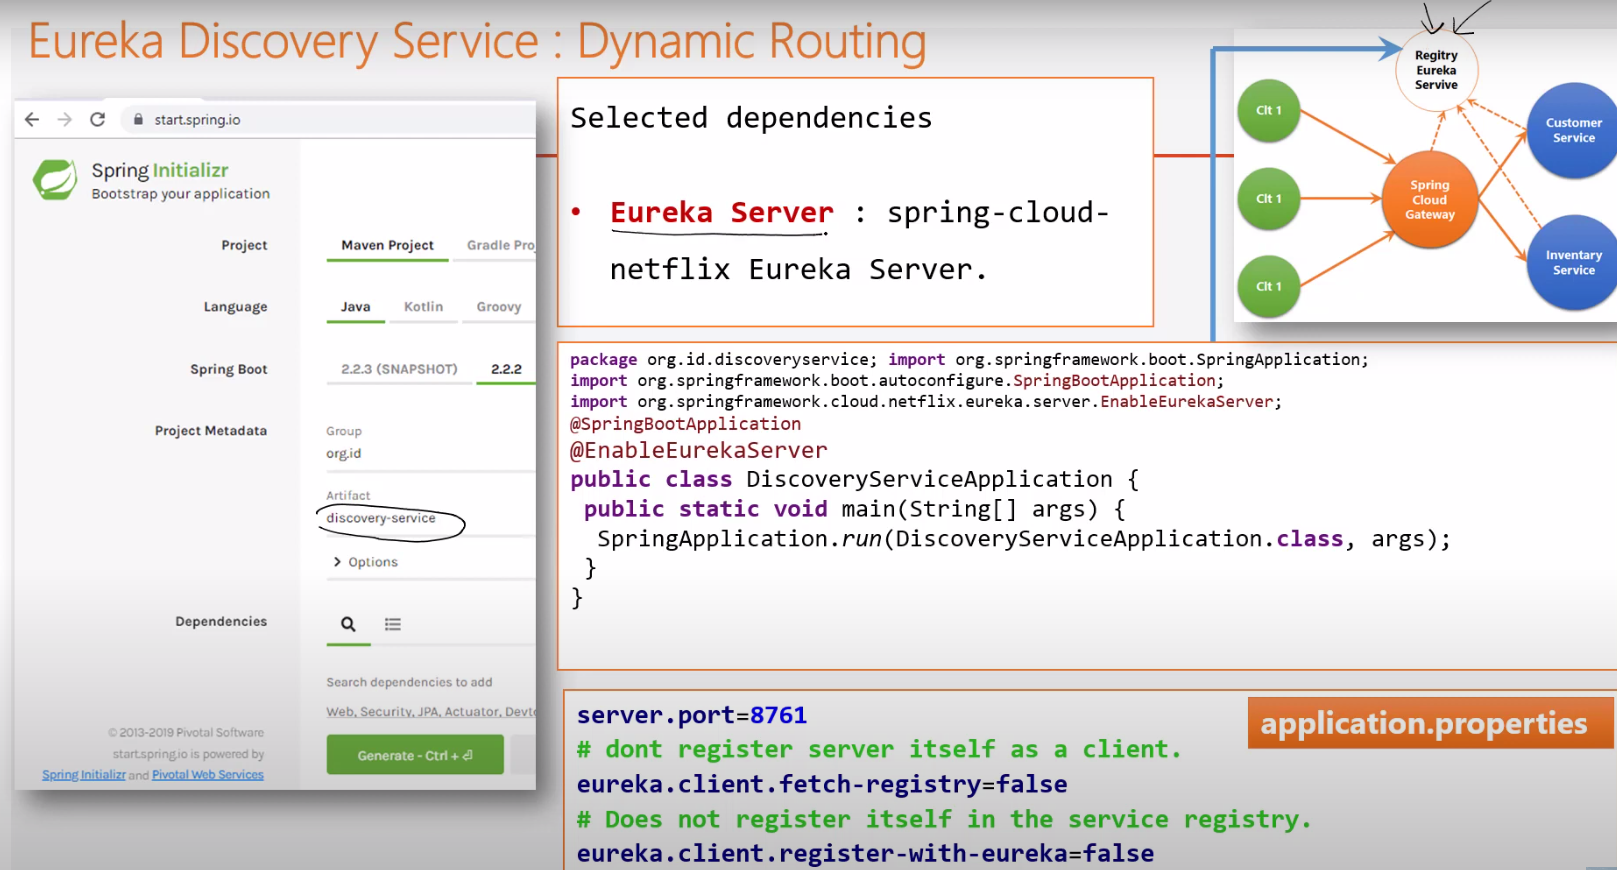 Eureka Discovery Service : Dynamic Routing
start.spring.io
Spring Initializr
Bootstrap your application
Project
Maven Project
Gradle Proj
Language
Java
Kotlin
Groovy
Spring Boot
2.2.3 (SNAPSHOT)
2.2.2
Project Metadata
Group
org.id
Artifact
discovery-service
Options
Dependencies
Search dependencies to add
Web, Security, JPA, Actuator, Devto
© 2013-2019 Pivotal Software
start.spring.io is powered by
Spring Initializr and Pivotal Web Services
Generate - Ctrl + ⏎
Selected dependencies
• Eureka Server : spring-cloud-
netflix Eureka Server.
Regitry
Eureka
Servive
Clt 1
Clt 1
Clt 1
Spring
Cloud
Gateway
Customer
Service
Inventary
Service
package org.id.discoveryservice; import org.springframework.boot.SpringApplication;
import org.springframework.boot.autoconfigure.SpringBootApplication;
import org.springframework.cloud.netflix.eureka.server.EnableEurekaServer;
@SpringBootApplication
@EnableEurekaServer
public class DiscoveryServiceApplication {
public static void main(String[] args) {
SpringApplication.run(DiscoveryServiceApplication.class, args);
}
}
application.properties
server.port=8761
# dont register server itself as a client.
eureka.client.fetch-registry=false
# Does not register itself in the service registry.
eureka.client.register-with-eureka=false